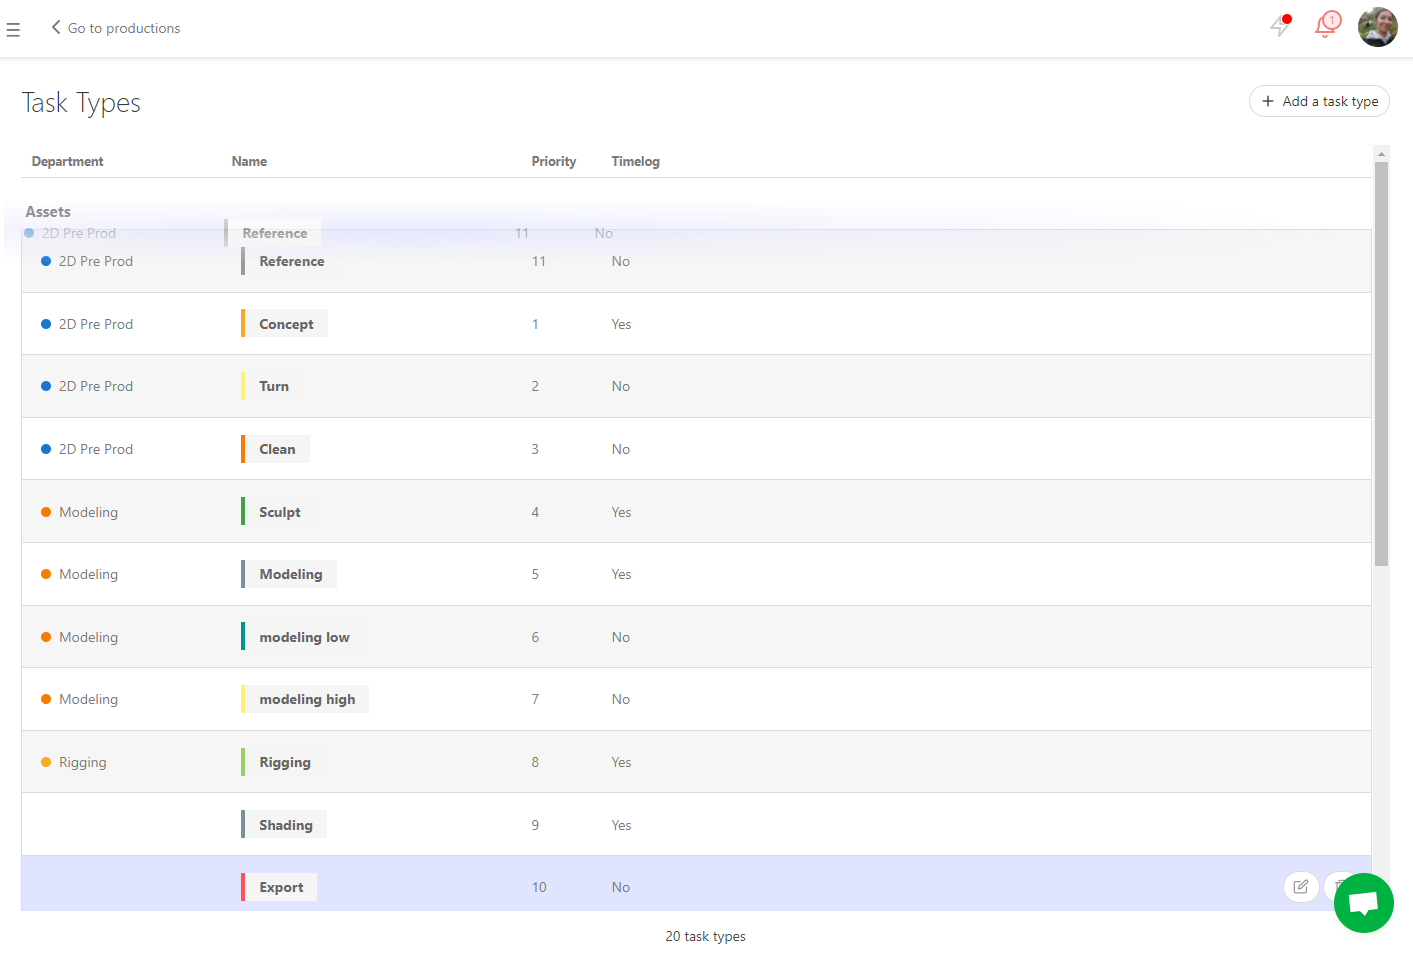 Go to productions
1
Task Types
+ Add a task type
Department Name Priority Timelog
Assets
2D Pre Prod Reference 11 No
2D Pre Prod Reference 11 No
2D Pre Prod Concept 1 Yes
2D Pre Prod Turn 2 No
2D Pre Prod Clean 3 No
Modeling Sculpt 4 Yes
Modeling Modeling 5 Yes
Modeling modeling low 6 No
Modeling modeling high 7 No
Rigging Rigging 8 Yes
Shading 9 Yes
Export 10 No
20 task types